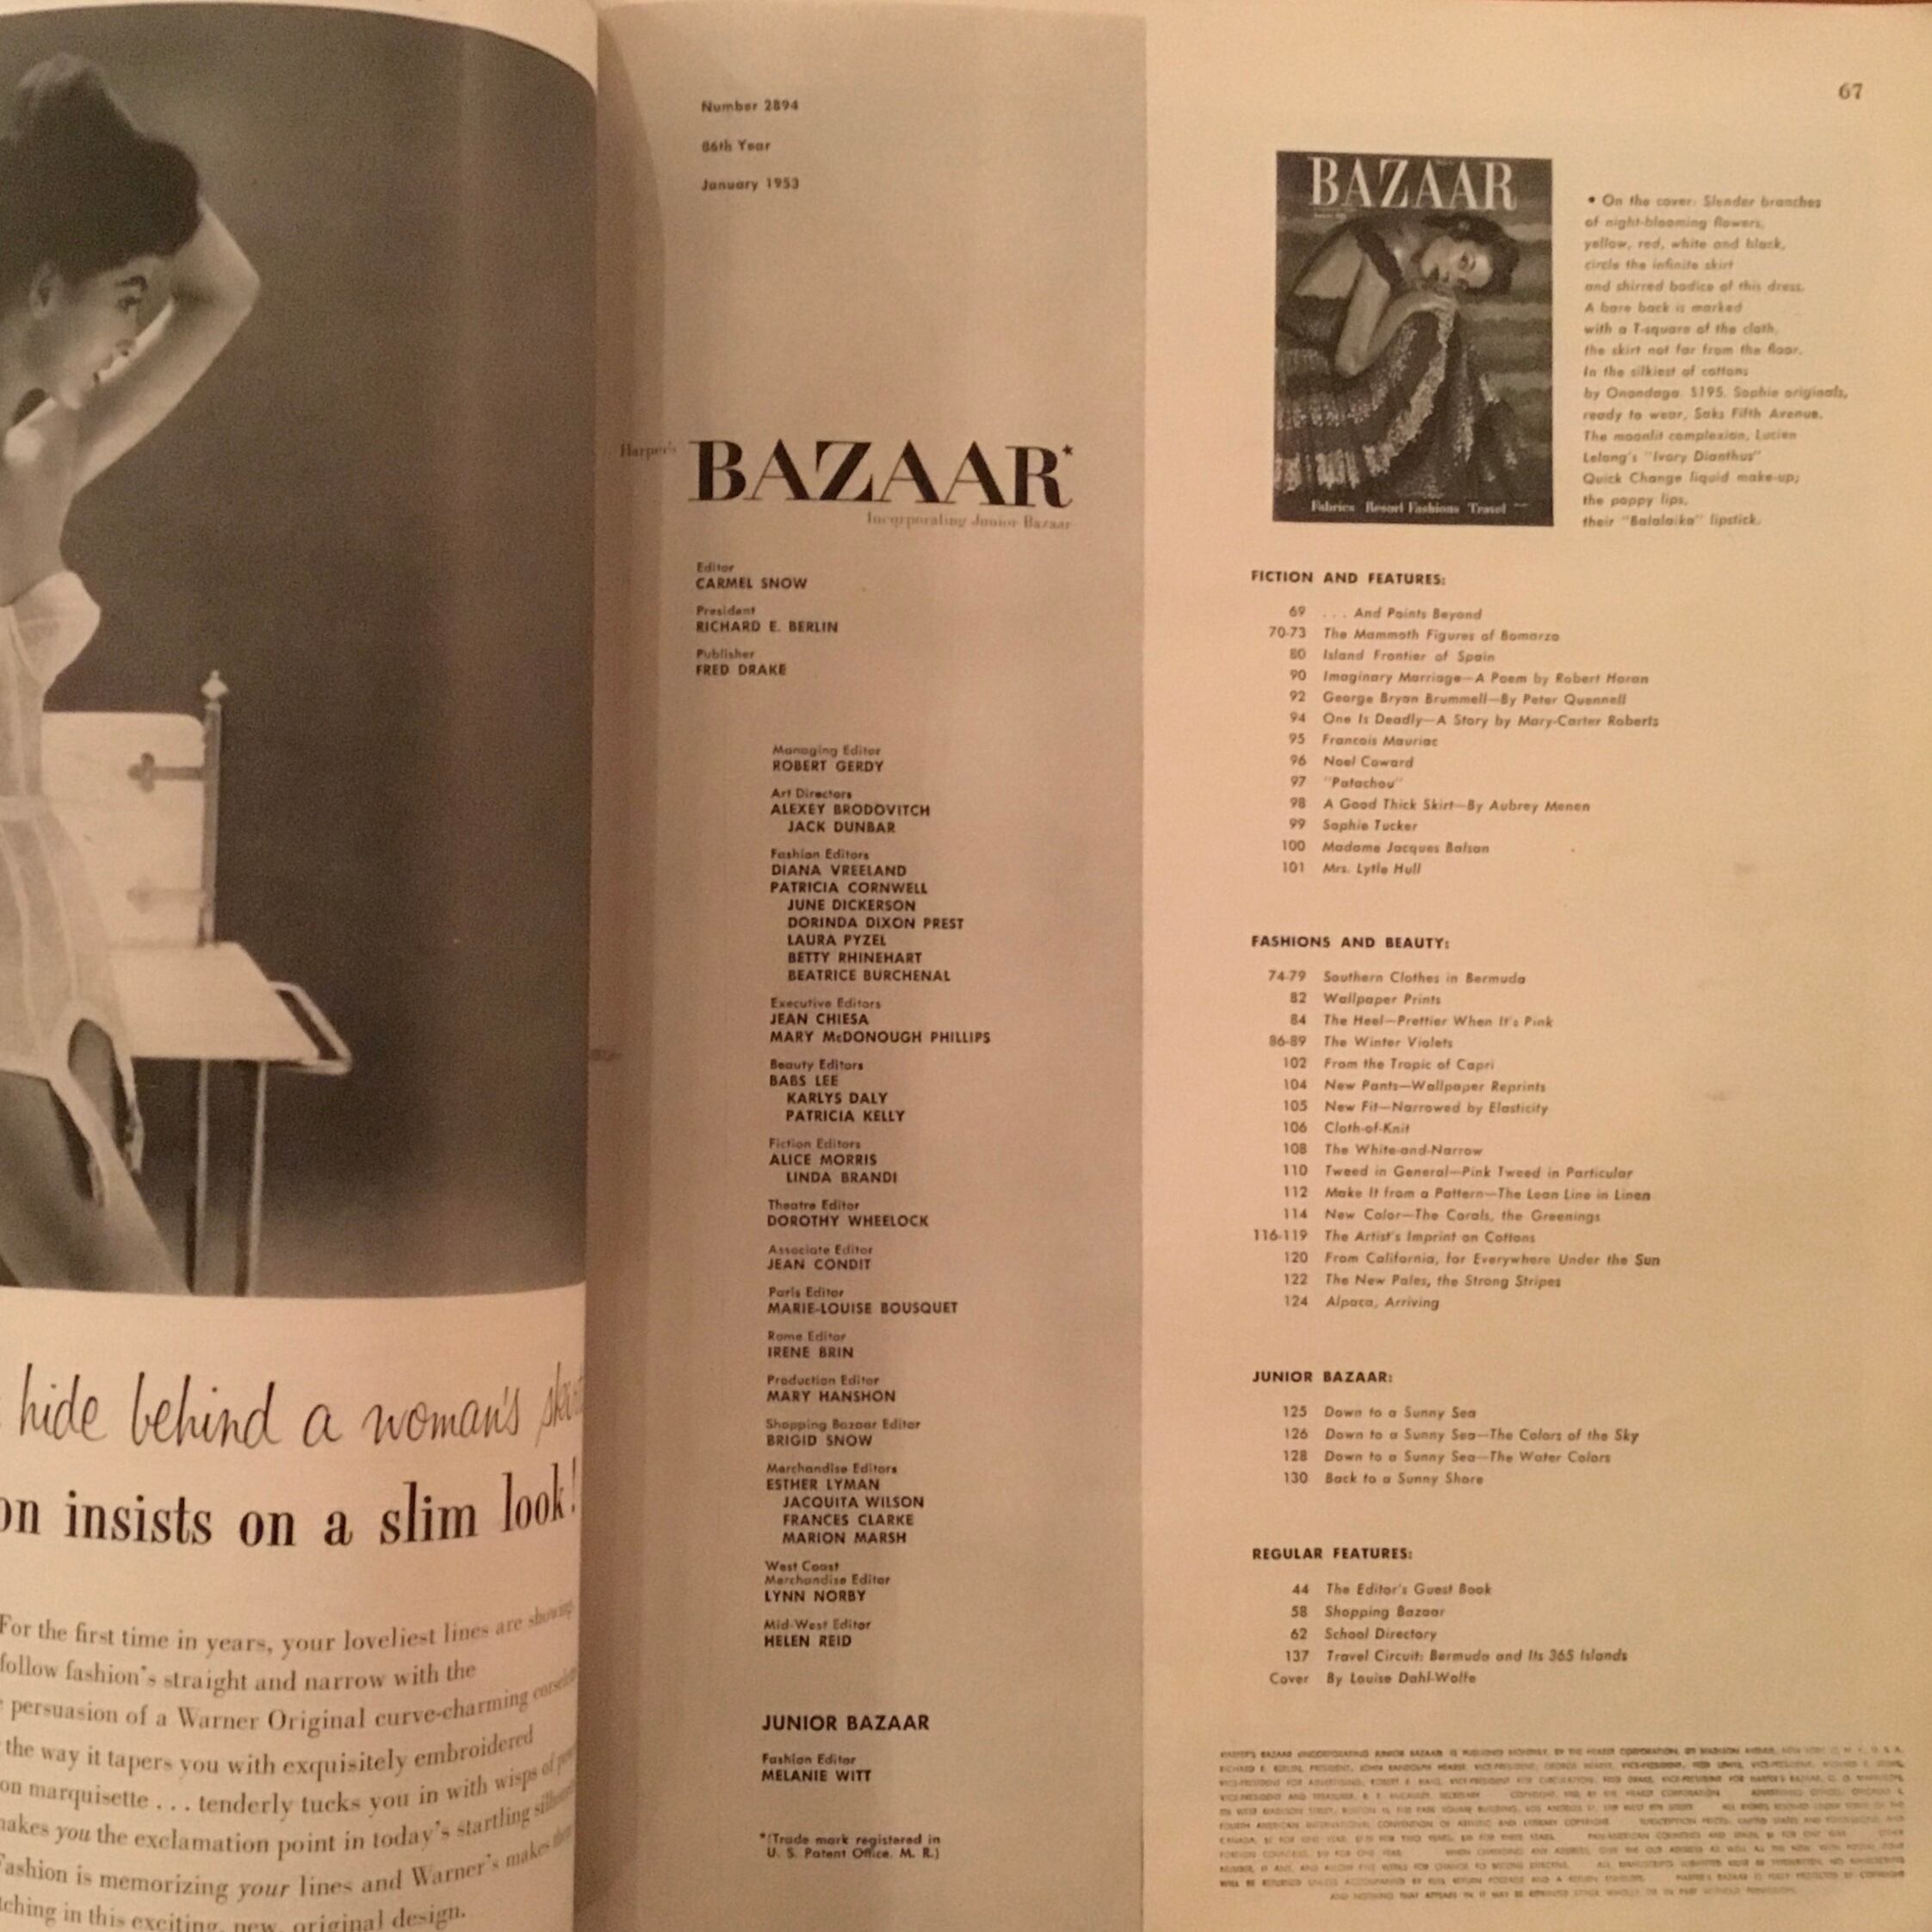 hide behind a woman's
on insists on a slim look!
For the first time in years, your loveliest lines are showing
follow fashion's straight and narrow with the
persuasion of a Warner Original curve-charming
the way it tapers you with exquisitely embroidered
on marquisette . . . tenderly tucks you in with wisps of
makes you the exclamation point in today's startling
Fashion is memorizing your lines and Warner's makes
in this exciting, new, original design.
Number 2894
86th Year
January 1953
Harper's
BAZAAR*
Incorporating Junior Bazaar
Editor
CARMEL SNOW
President
RICHARD E. BERLIN
Publisher
FRED DRAKE
Managing Editor
ROBERT GERDY
Art Directors
ALEXEY BRODOVITCH
JACK DUNBAR
Fashion Editors
DIANA VREELAND
PATRICIA CORNWELL
JUNE DICKERSON
DORINDA DIXON PREST
LAURA PYZEL
BETTY RHINEHART
BEATRICE BURCHENAL
Executive Editors
JEAN CHIESA
MARY McDONOUGH PHILLIPS
Beauty Editors
BABS LEE
KARLYS DALY
PATRICIA KELLY
Fiction Editors
ALICE MORRIS
LINDA BRANDI
Theatre Editor
DOROTHY WHEELOCK
Associate Editor
JEAN CONDIT
Paris Editor
MARIE-LOUISE BOUSQUET
Rome Editor
IRENE BRIN
Production Editor
MARY HANSHON
Shopping Bazaar Editor
BRIGID SNOW
Merchandise Editors
ESTHER LYMAN
JACQUITA WILSON
FRANCES CLARKE
MARION MARSH
West Coast
Merchandise Editor
LYNN NORBY
Mid-West Editor
HELEN REID
JUNIOR BAZAAR
Fashion Editor
MELANIE WITT
*(Trade mark registered in
U. S. Patent Office, M. R.)
67
BAZAAR
Fabrics Resort Fashions Travel
• On the cover: Slender branches
of night-blooming flowers,
yellow, red, white and black,
circle the infinite skirt
and shirred bodice of this dress.
A bare back is marked
with a T-square of the cloth,
the skirt not far from the floor.
In the silkiest of cottons
by Onondaga. $195. Sophie originals,
ready to wear, Saks Fifth Avenue.
The moonlit complexion, Lucien
Lelong's "Ivory Dianthus"
Quick Change liquid make-up;
the poppy lips,
their "Balalaika" lipstick.
FICTION AND FEATURES:
69 . . . And Points Beyond
70-73 The Mammoth Figures of Bomarzo
80 Island Frontier of Spain
90 Imaginary Marriage—A Poem by Robert Horan
92 George Bryan Brummell—By Peter Quennell
94 One Is Deadly—A Story by Mary-Carter Roberts
95 Francois Mauriac
96 Noel Coward
97 "Patachou"
98 A Good Thick Skirt—By Aubrey Menen
99 Sophie Tucker
100 Madame Jacques Balsan
101 Mrs. Lytle Hull
FASHIONS AND BEAUTY:
74-79 Southern Clothes in Bermuda
82 Wallpaper Prints
84 The Heel—Prettier When It's Pink
86-89 The Winter Violets
102 From the Tropic of Capri
104 New Pants—Wallpaper Reprints
105 New Fit—Narrowed by Elasticity
106 Cloth-of-Knit
108 The White-and-Narrow
110 Tweed in General—Pink Tweed in Particular
112 Make It from a Pattern—The Lean Line in Linen
114 New Color—The Corals, the Greenings
116-119 The Artist's Imprint on Cottons
120 From California, for Everywhere Under the Sun
122 The New Pales, the Strong Stripes
124 Alpaca, Arriving
JUNIOR BAZAAR:
125 Down to a Sunny Sea
126 Down to a Sunny Sea—The Colors of the Sky
128 Down to a Sunny Sea—The Water Colors
130 Back to a Sunny Shore
REGULAR FEATURES:
44 The Editor's Guest Book
58 Shopping Bazaar
62 School Directory
137 Travel Circuit: Bermuda and Its 365 Islands
Cover By Louise Dahl-Wolfe
HARPER'S BAZAAR INCORPORATING JUNIOR BAZAAR IS PUBLISHED MONTHLY, BY THE HEARST CORPORATION,